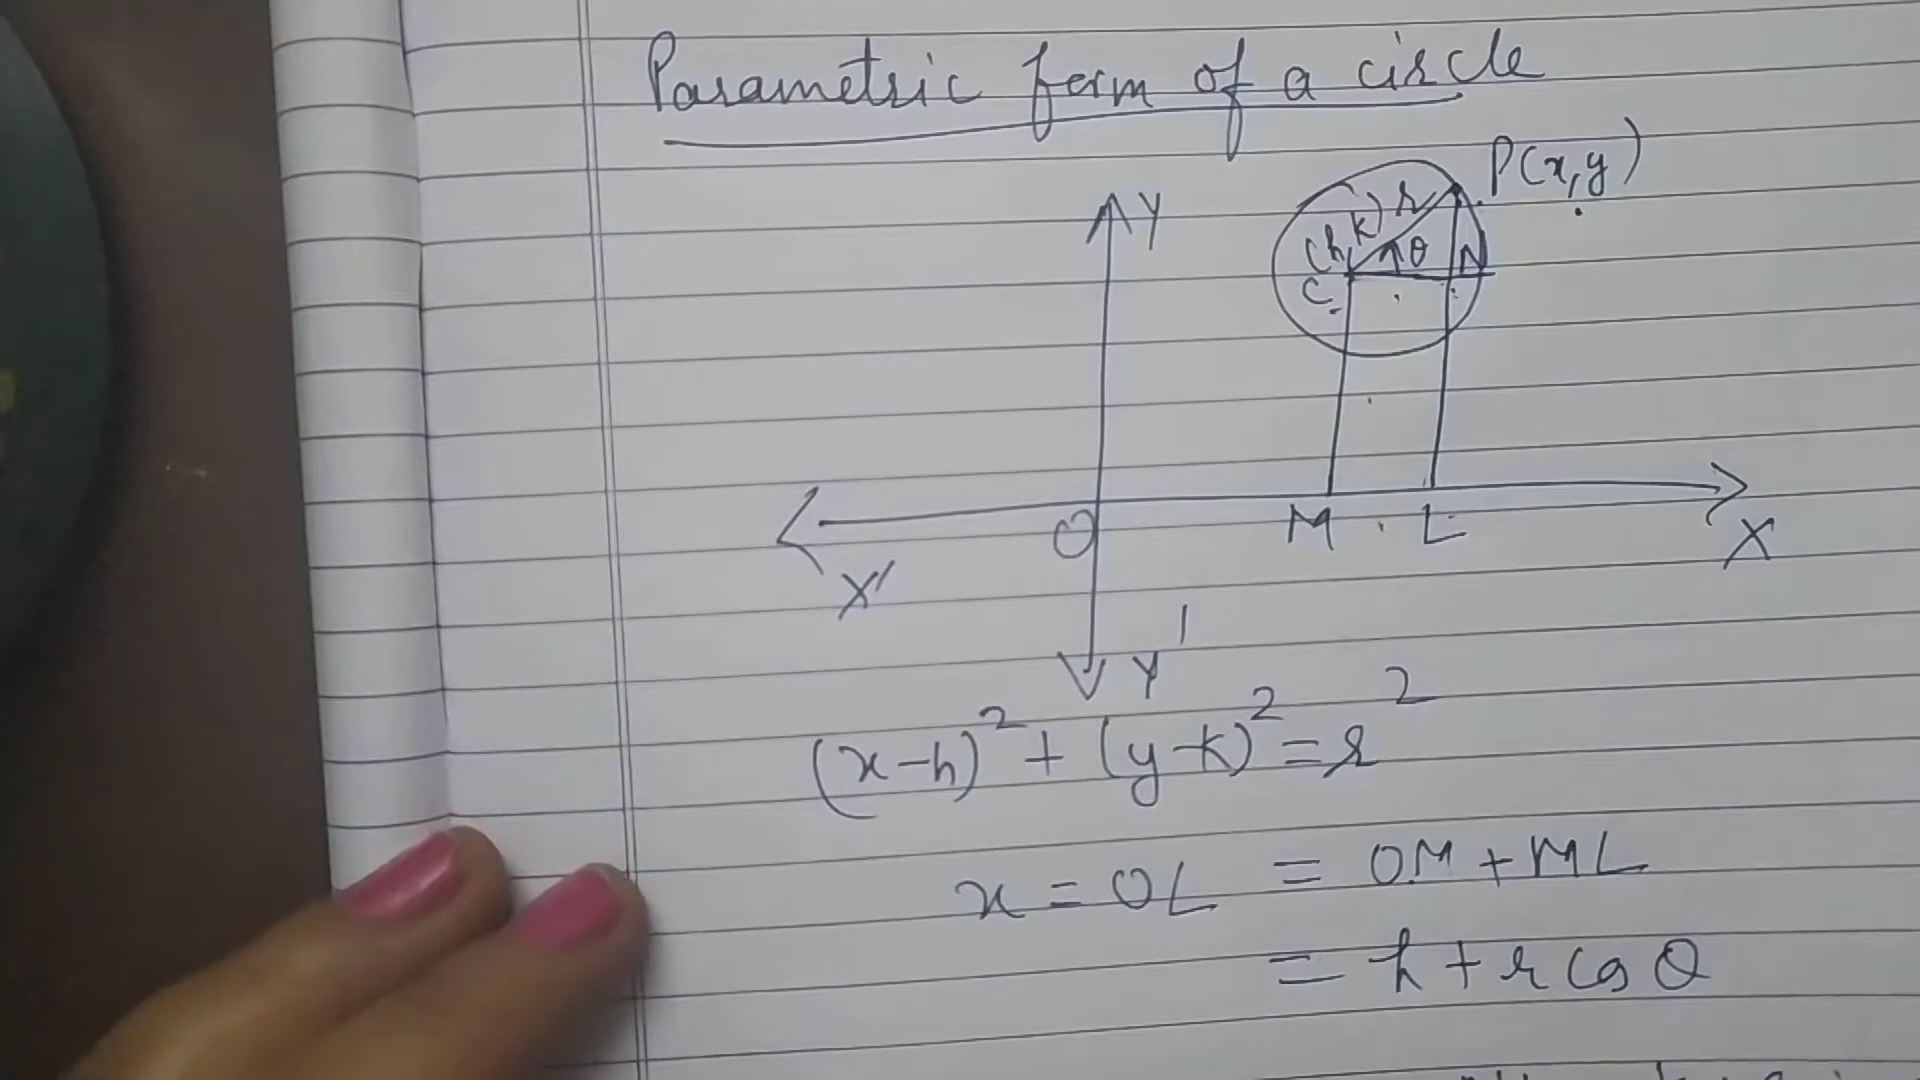 Parametric form of a circle
P(x,y)
Y
r
(h,k)
θ
N
C
O
M
L
X
X'
Y'
(x-h)² + (y-k)² = r²
x = OL = OM + ML
= h + r cos θ